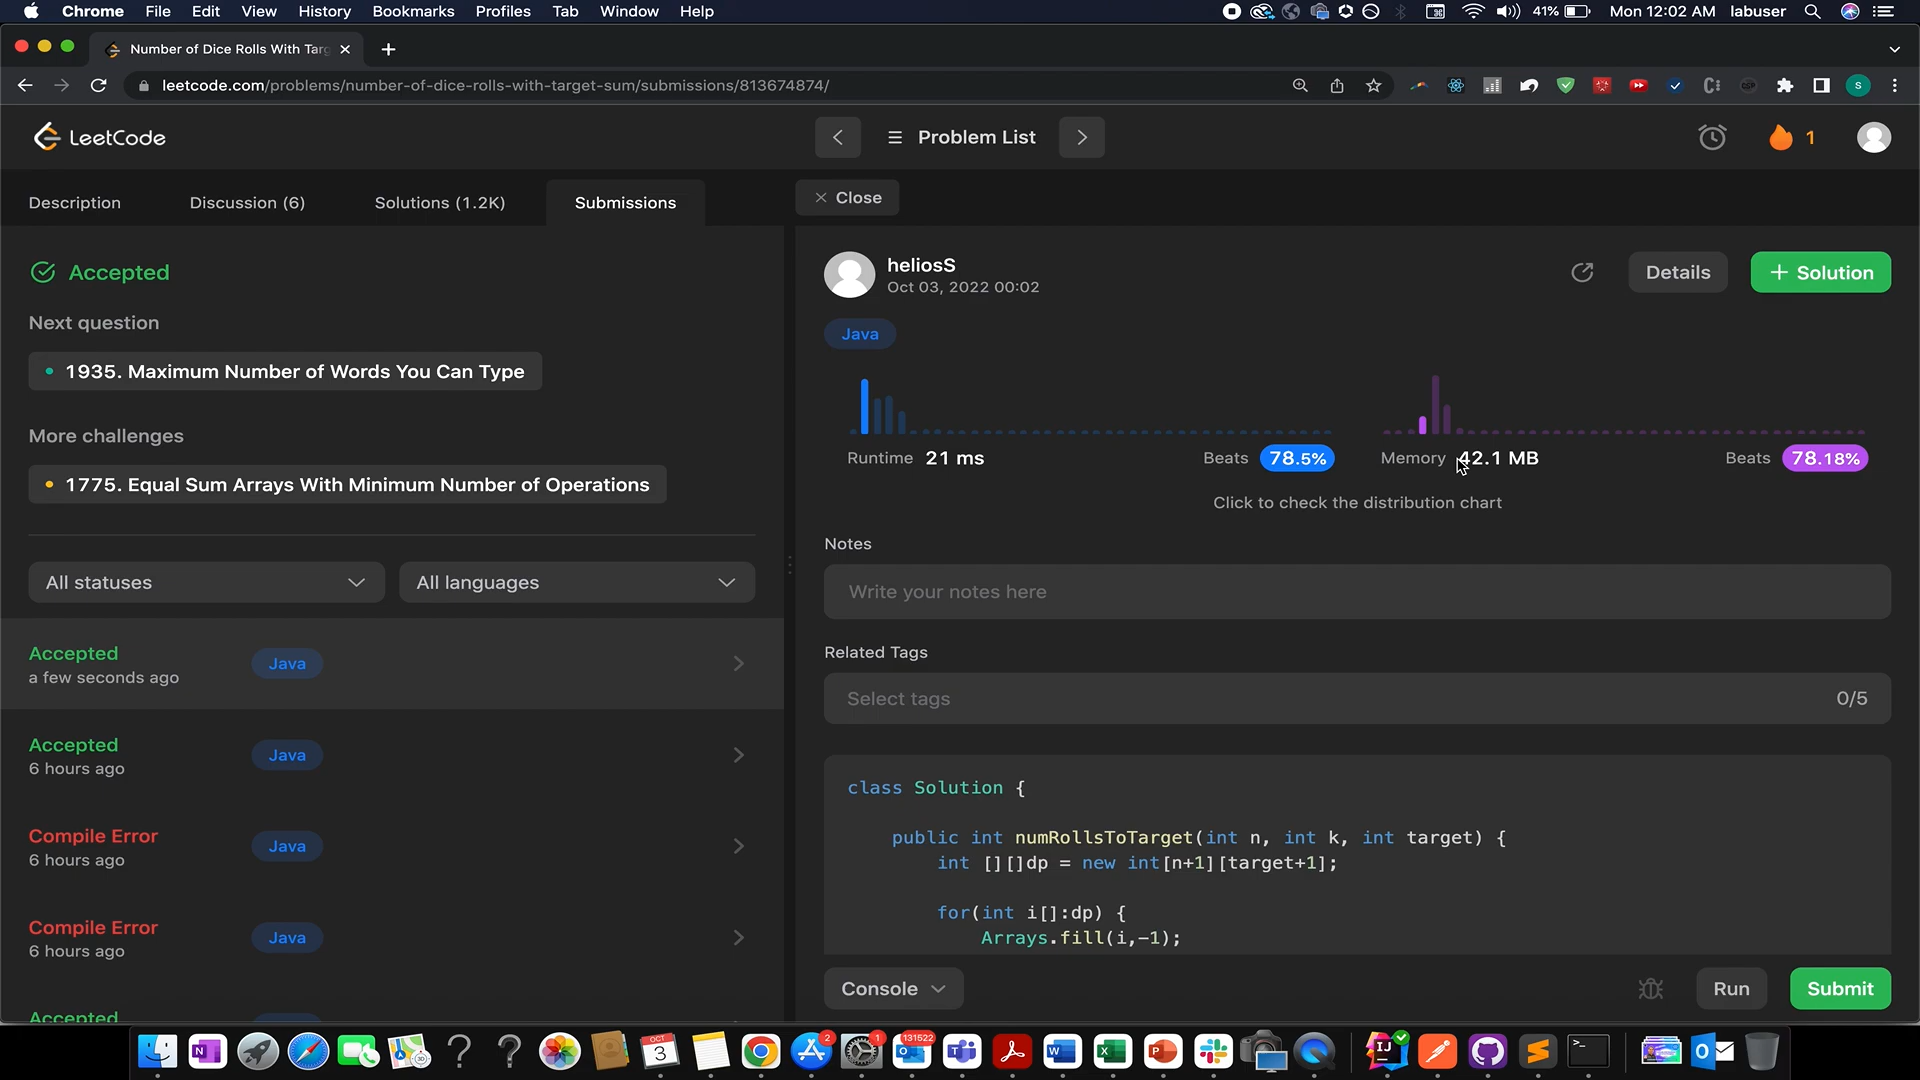 Chrome File Edit View History Bookmarks Profiles Tab Window Help
41% Mon 12:02 AM labuser
Number of Dice Rolls With Targ
leetcode.com/problems/number-of-dice-rolls-with-target-sum/submissions/813674874/
S
LeetCode
Problem List
1
Description Discussion (6) Solutions (1.2K) Submissions
Close
Accepted
Next question
1935. Maximum Number of Words You Can Type
More challenges
1775. Equal Sum Arrays With Minimum Number of Operations
All statuses All languages
Accepted
a few seconds ago
Java
Accepted
6 hours ago
Java
Compile Error
6 hours ago
Java
Compile Error
6 hours ago
Java
Accepted
heliosS
Oct 03, 2022 00:02
Details
+ Solution
Java
Runtime 21 ms Beats 78.5% Memory 42.1 MB Beats 78.18%
Click to check the distribution chart
Notes
Write your notes here
Related Tags
Select tags 0/5
class Solution {
public int numRollsToTarget(int n, int k, int target) {
int [][]dp = new int[n+1][target+1];
for(int i[]:dp) {
Arrays.fill(i,-1);
Console Run Submit
N ? ? OCT 3 2 1 131522 W X P IJ